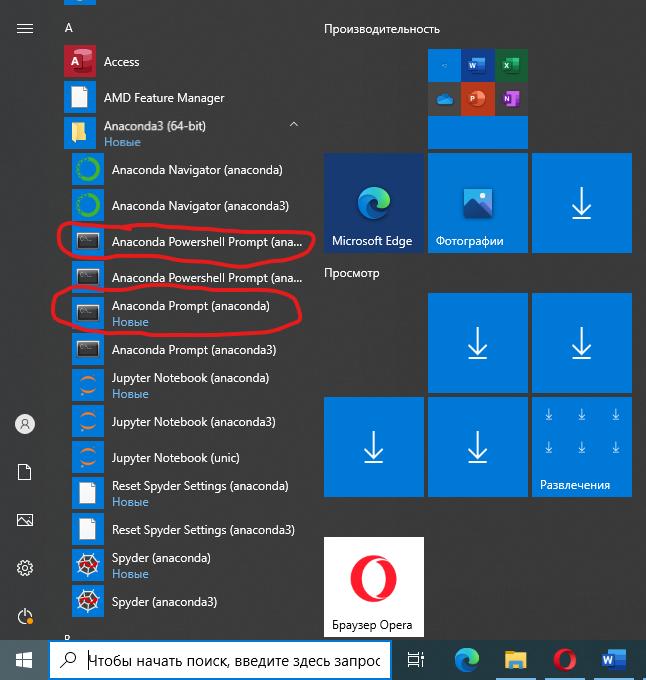 A
Access
AMD Feature Manager
Anaconda3 (64-bit)
Новые
Anaconda Navigator (anaconda)
Anaconda Navigator (anaconda3)
Anaconda Powershell Prompt (ana...
Anaconda Powershell Prompt (ana...
Anaconda Prompt (anaconda)
Новые
Anaconda Prompt (anaconda3)
Jupyter Notebook (anaconda)
Новые
Jupyter Notebook (anaconda3)
Jupyter Notebook (unic)
Reset Spyder Settings (anaconda)
Новые
Reset Spyder Settings (anaconda3)
Spyder (anaconda)
Новые
Spyder (anaconda3)
Производительность
Microsoft Edge
Фотографии
Просмотр
Развлечения
Браузер Opera
Чтобы начать поиск, введите здесь запрос